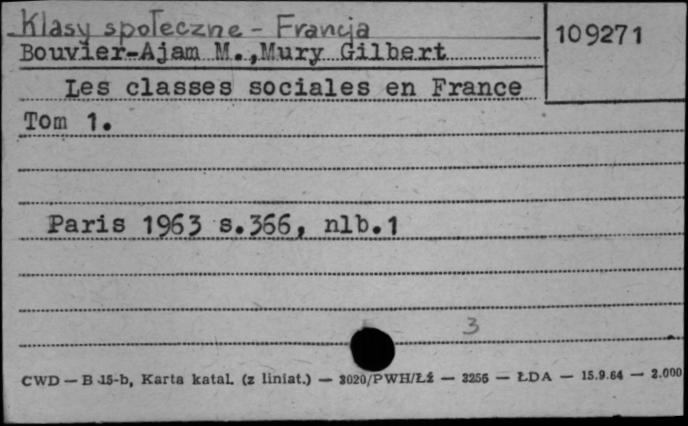 Klasy społeczne - Francja
109271
Bouvier-Ajam M.,Mury Gilbert
Les classes sociales en France
Tom 1.
Paris 1963 s.366, nlb.1
3
CWD — B 15-b, Karta katal. (z liniat.) — 3020/PWH/Łź — 3256 — ŁDA — 15.9.64 — 2.000